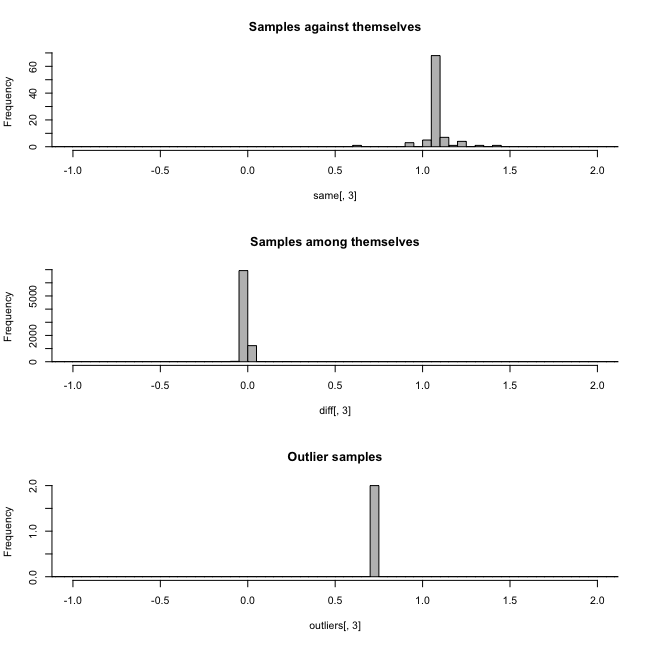 Samples against themselves
Frequency
60
40
20
0
-1.0 -0.5 0.0 0.5 1.0 1.5 2.0
same[, 3]
Samples among themselves
Frequency
5000
2000
0
-1.0 -0.5 0.0 0.5 1.0 1.5 2.0
diff[, 3]
Outlier samples
Frequency
2.0
1.0
0.0
-1.0 -0.5 0.0 0.5 1.0 1.5 2.0
outliers[, 3]